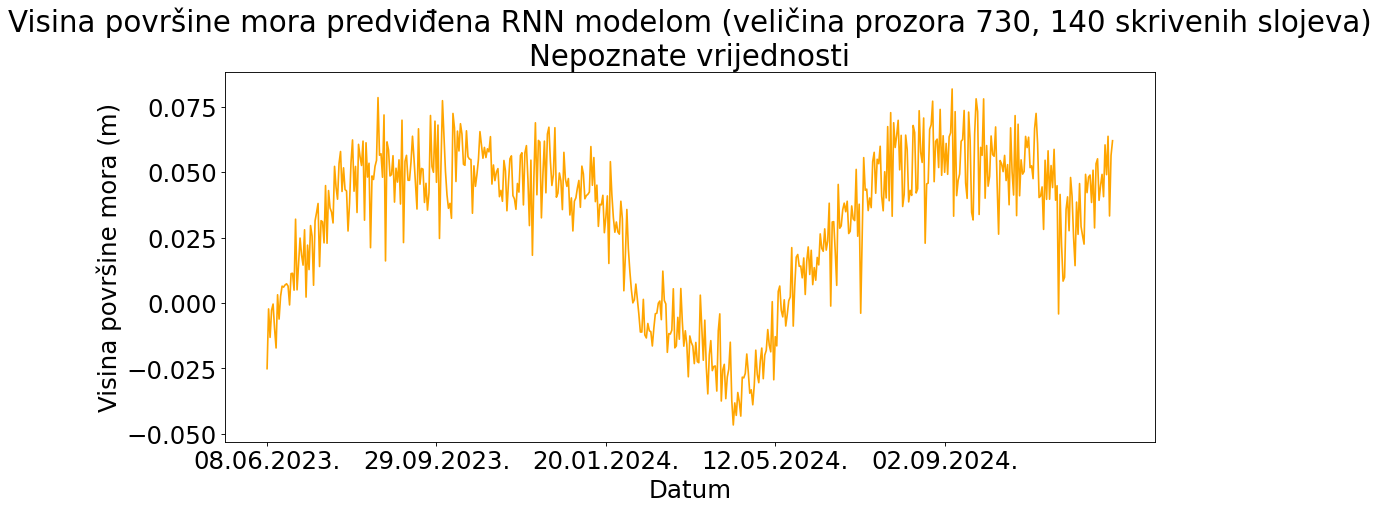 Visina površine mora predviđena RNN modelom (veličina prozora 730, 140 skrivenih slojeva)
Nepoznate vrijednosti
Visina površine mora (m)
0.075
0.050
0.025
0.000
−0.025
−0.050
08.06.2023. 29.09.2023. 20.01.2024. 12.05.2024. 02.09.2024.
Datum